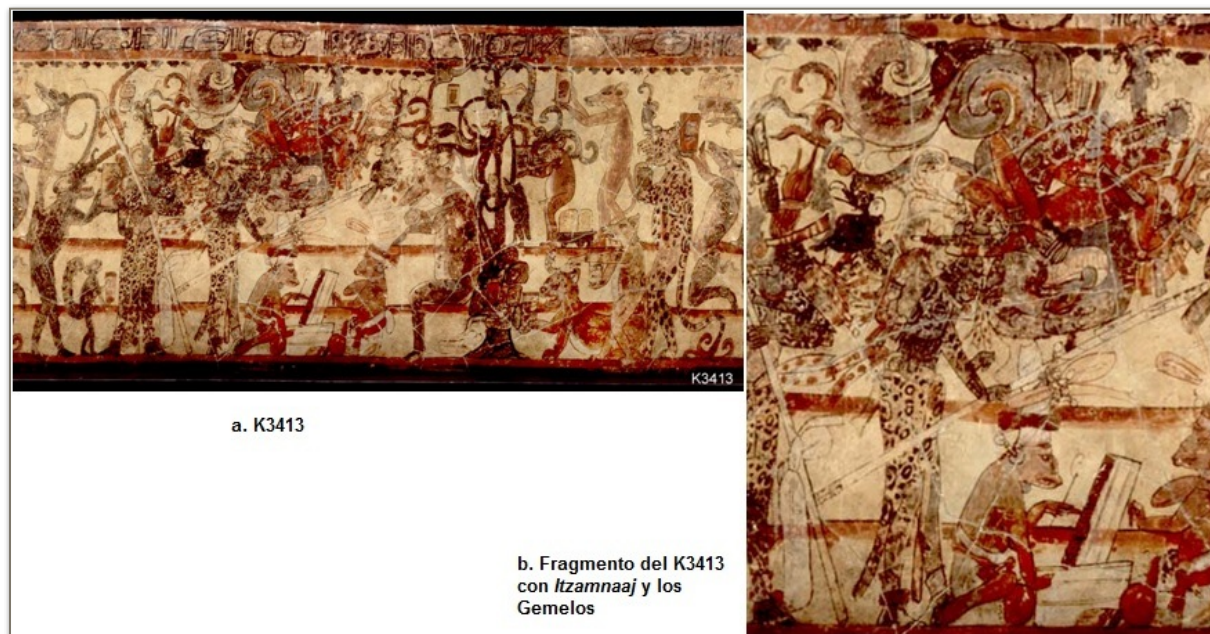 K3413
a. K3413
b. Fragmento del K3413
con Itzamnaaj y los
Gemelos